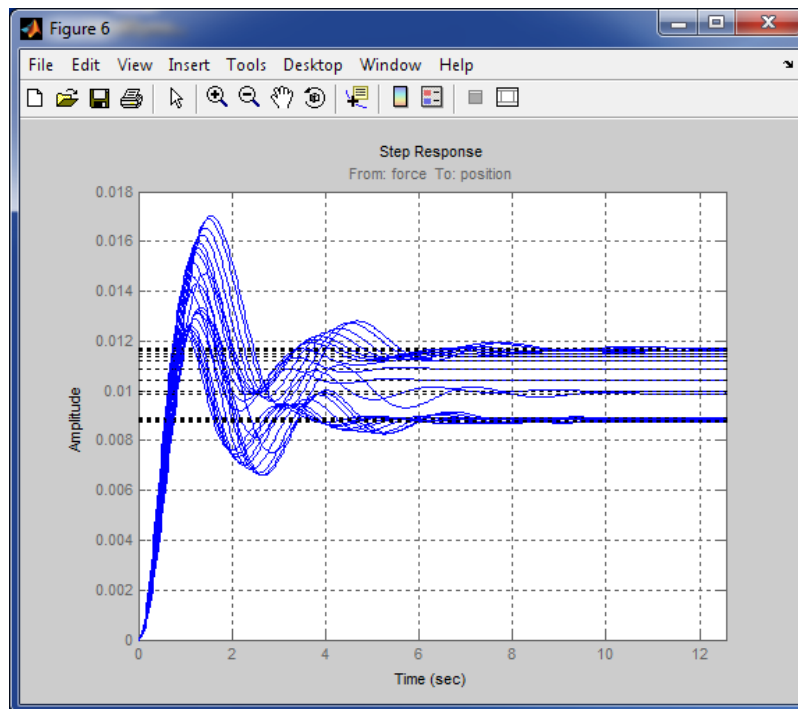 Figure 6
File Edit View Insert Tools Desktop Window Help
Step Response
From: force To: position
0.018
0.016
0.014
0.012
0.01
0.008
0.006
0.004
0.002
0
Amplitude
0 2 4 6 8 10 12
Time (sec)